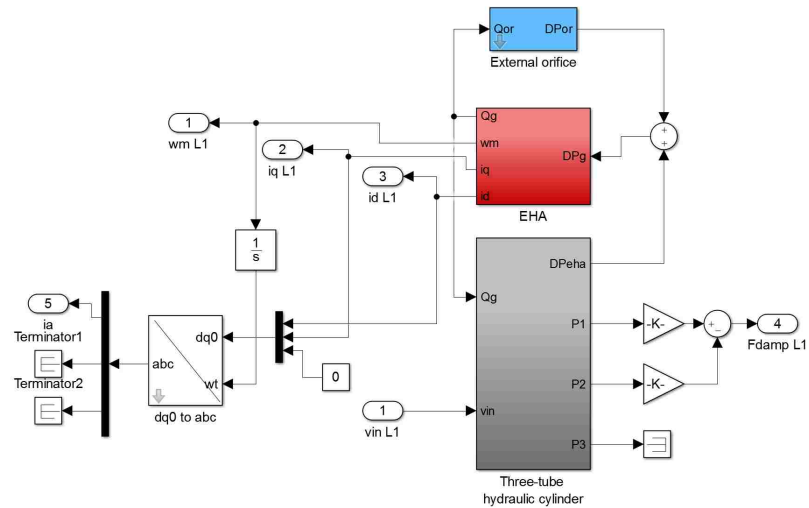 Qor
DPor
External orifice
1
wm L1
2
iq L1
3
id L1
Qg
wm
iq
id
DPg
EHA
+
+
1
s
5
ia
Terminator1
Terminator2
abc
dq0
wt
dq0 to abc
0
1
vin L1
Qg
vin
DPeha
P1
P2
P3
Three-tube
hydraulic cylinder
-K-
-K-
+
−
4
Fdamp L1